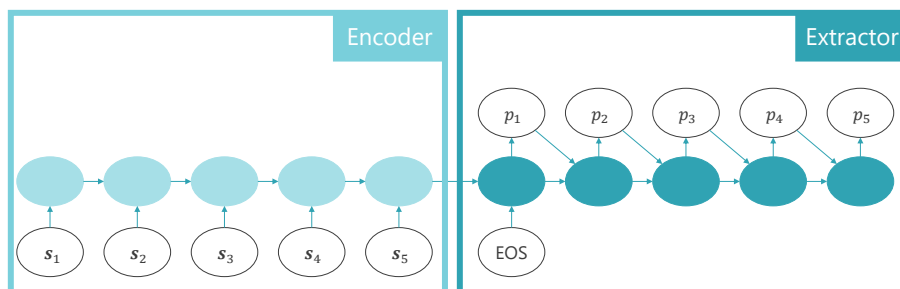 Encoder
Extractor
p₁ p₂ p₃ p₄ p₅
s₁ s₂ s₃ s₄ s₅
EOS